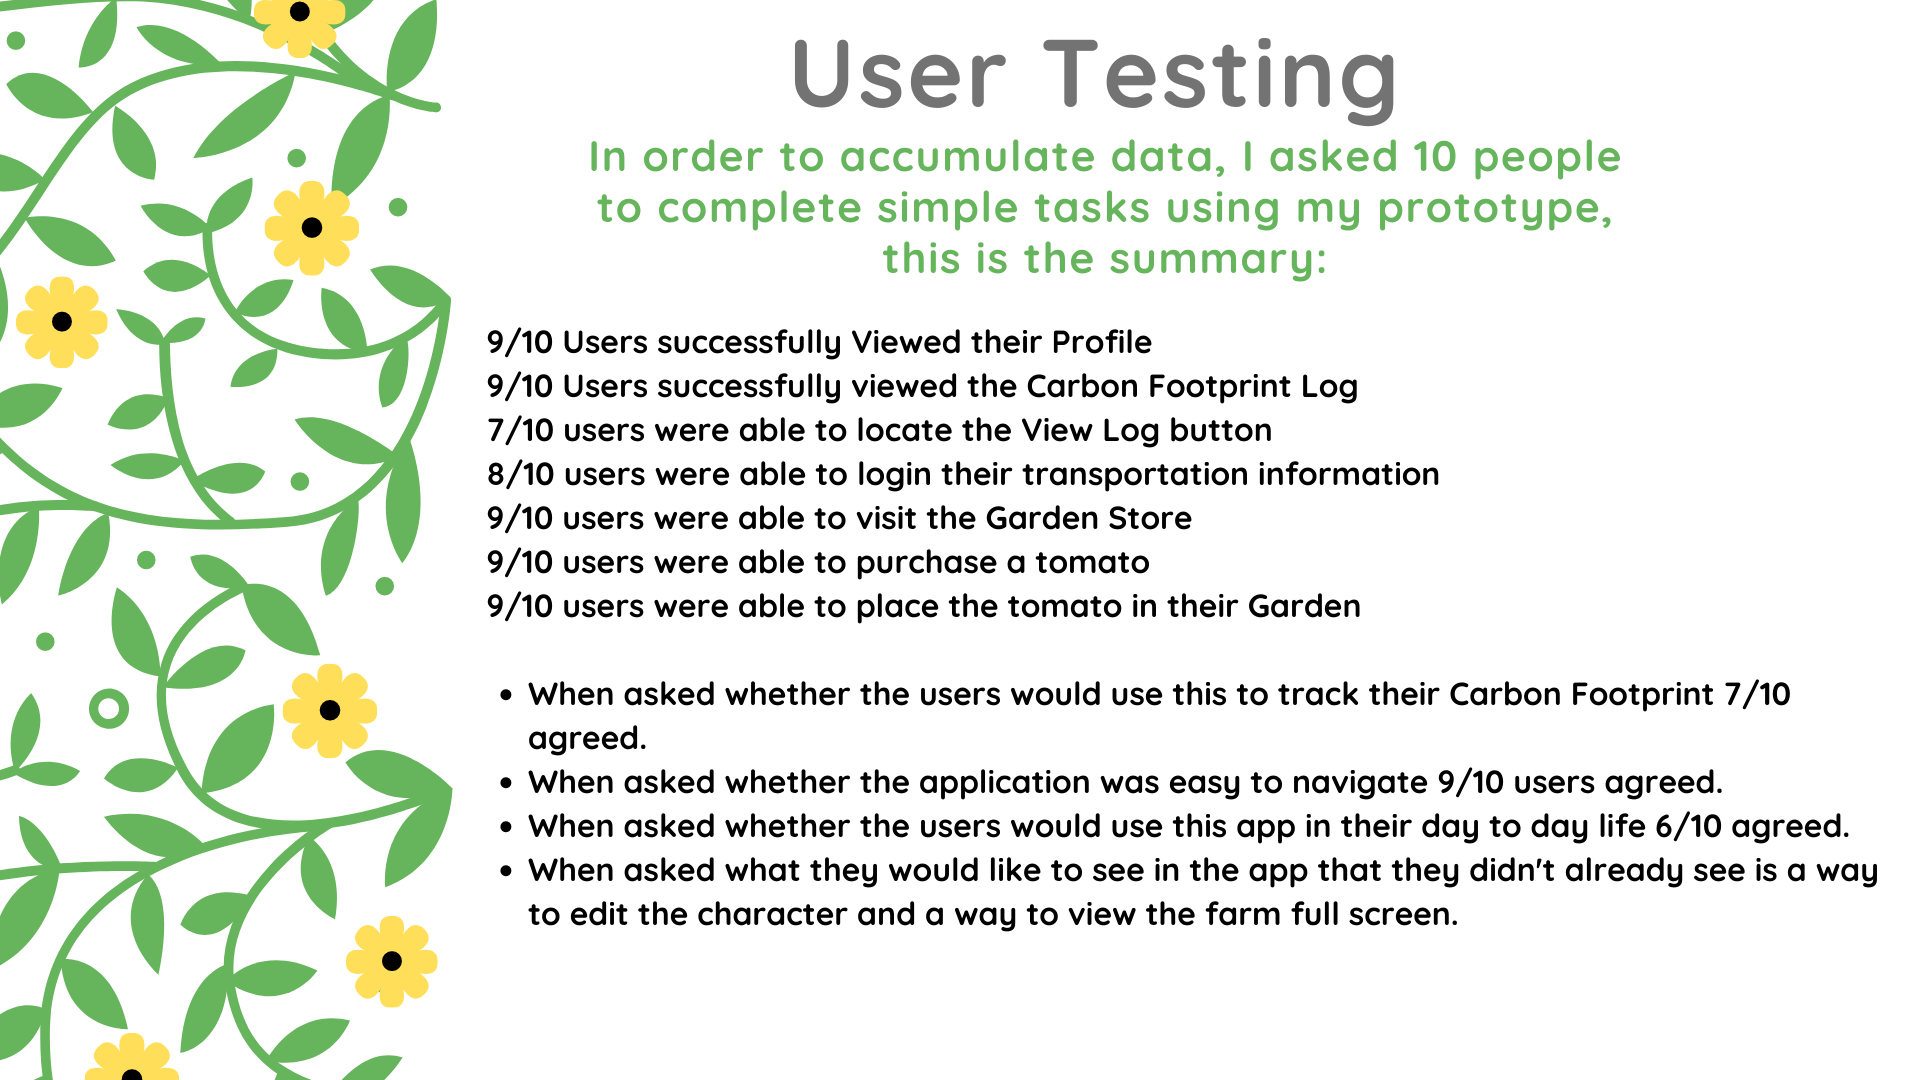 User Testing
In order to accumulate data, I asked 10 people
to complete simple tasks using my prototype,
this is the summary:
9/10 Users successfully Viewed their Profile
9/10 Users successfully viewed the Carbon Footprint Log
7/10 users were able to locate the View Log button
8/10 users were able to login their transportation information
9/10 users were able to visit the Garden Store
9/10 users were able to purchase a tomato
9/10 users were able to place the tomato in their Garden
• When asked whether the users would use this to track their Carbon Footprint 7/10
agreed.
• When asked whether the application was easy to navigate 9/10 users agreed.
• When asked whether the users would use this app in their day to day life 6/10 agreed.
• When asked what they would like to see in the app that they didn't already see is a way
to edit the character and a way to view the farm full screen.